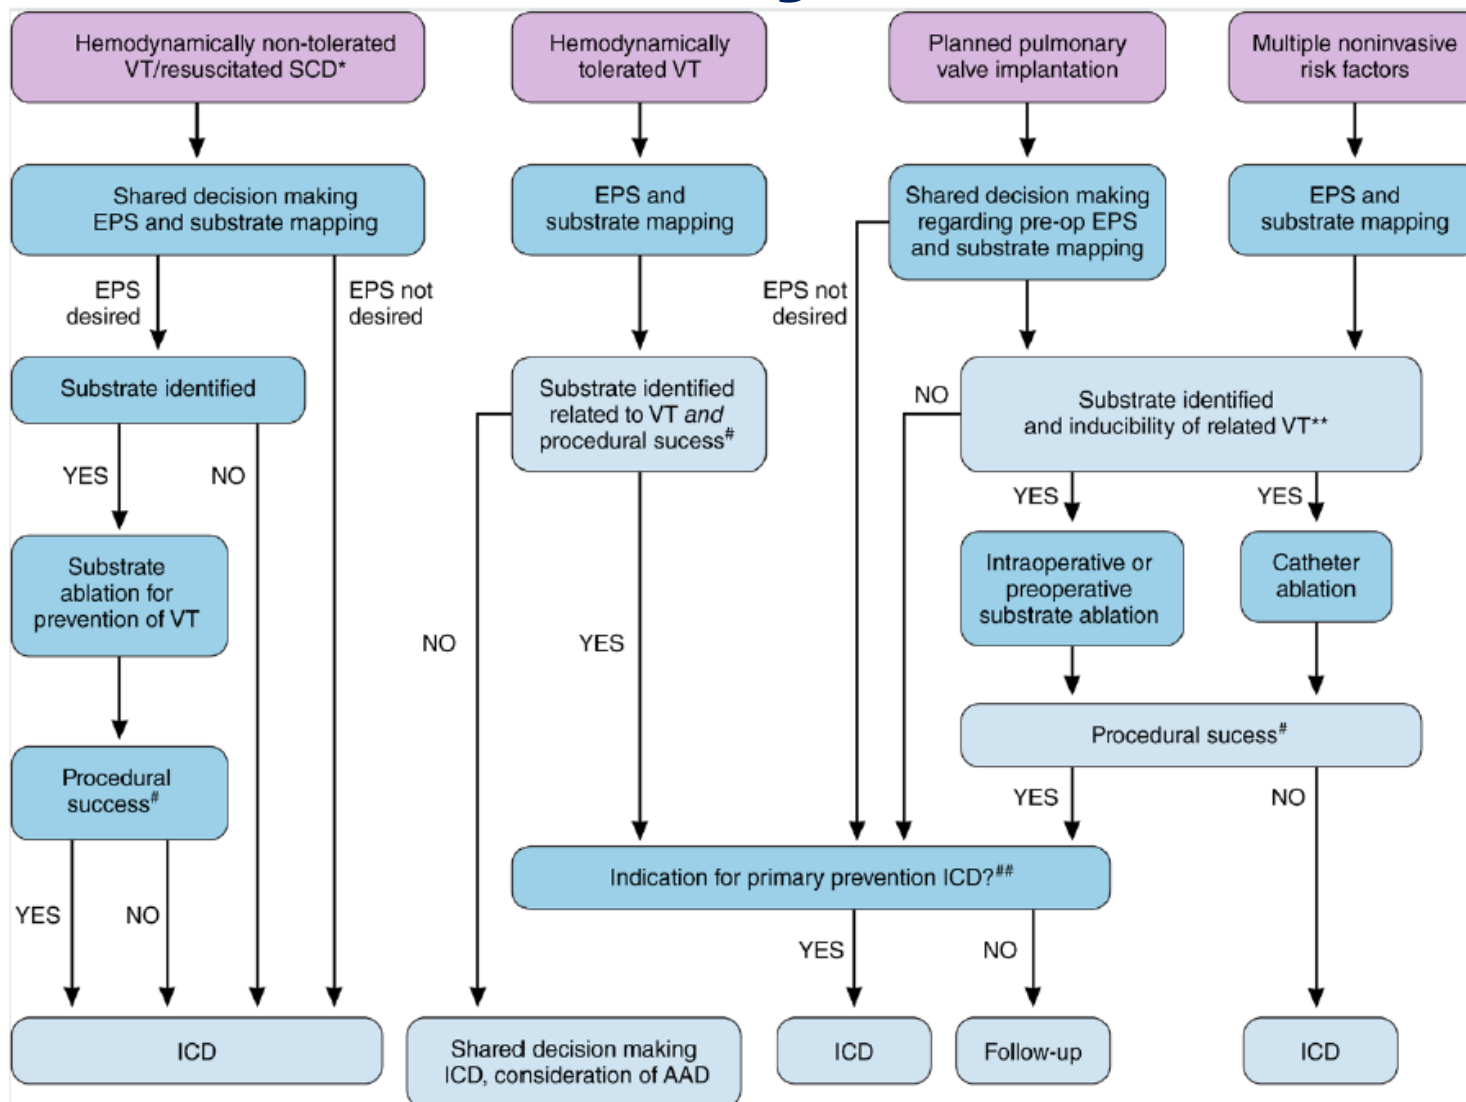 Hemodynamically non-tolerated
VT/resuscitated SCD*
Hemodynamically
tolerated VT
Planned pulmonary
valve implantation
Multiple noninvasive
risk factors
Shared decision making
EPS and substrate mapping
EPS and
substrate mapping
Shared decision making
regarding pre-op EPS
and substrate mapping
EPS and
substrate mapping
EPS
desired
EPS not
desired
EPS not
desired
Substrate identified
Substrate identified
related to VT and
procedural sucess#
NO
Substrate identified
and inducibility of related VT**
YES
NO
YES
YES
Substrate
ablation for
prevention of VT
Intraoperative or
preoperative
substrate ablation
Catheter
ablation
NO
YES
Procedural
success#
Procedural sucess#
YES
NO
Indication for primary prevention ICD?##
YES
NO
YES
NO
ICD
Shared decision making
ICD, consideration of AAD
ICD
Follow-up
ICD